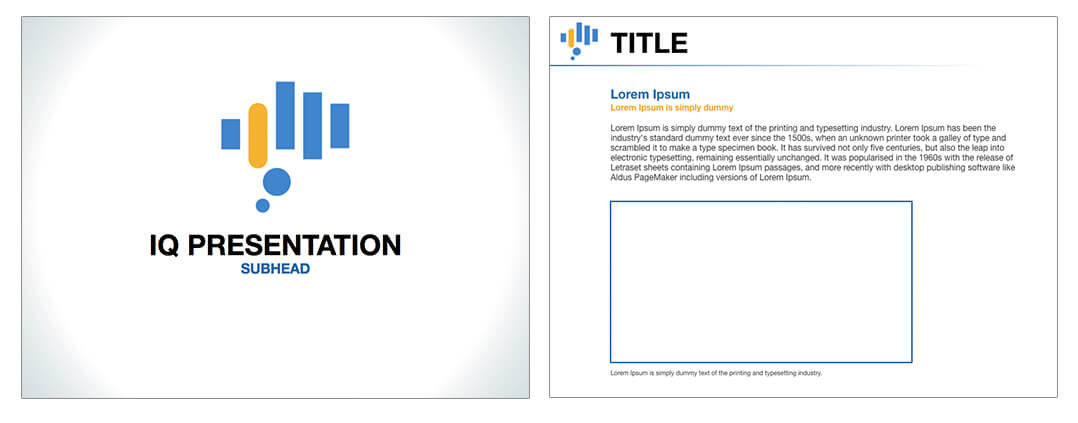 IQ PRESENTATION
SUBHEAD
TITLE
Lorem Ipsum
Lorem Ipsum is simply dummy
Lorem Ipsum is simply dummy text of the printing and typesetting industry. Lorem Ipsum has been the
industry's standard dummy text ever since the 1500s, when an unknown printer took a galley of type and
scrambled it to make a type specimen book. It has survived not only five centuries, but also the leap into
electronic typesetting, remaining essentially unchanged. It was popularised in the 1960s with the release of
Letraset sheets containing Lorem Ipsum passages, and more recently with desktop publishing software like
Aldus PageMaker including versions of Lorem Ipsum.
Lorem Ipsum is simply dummy text of the printing and typesetting industry.